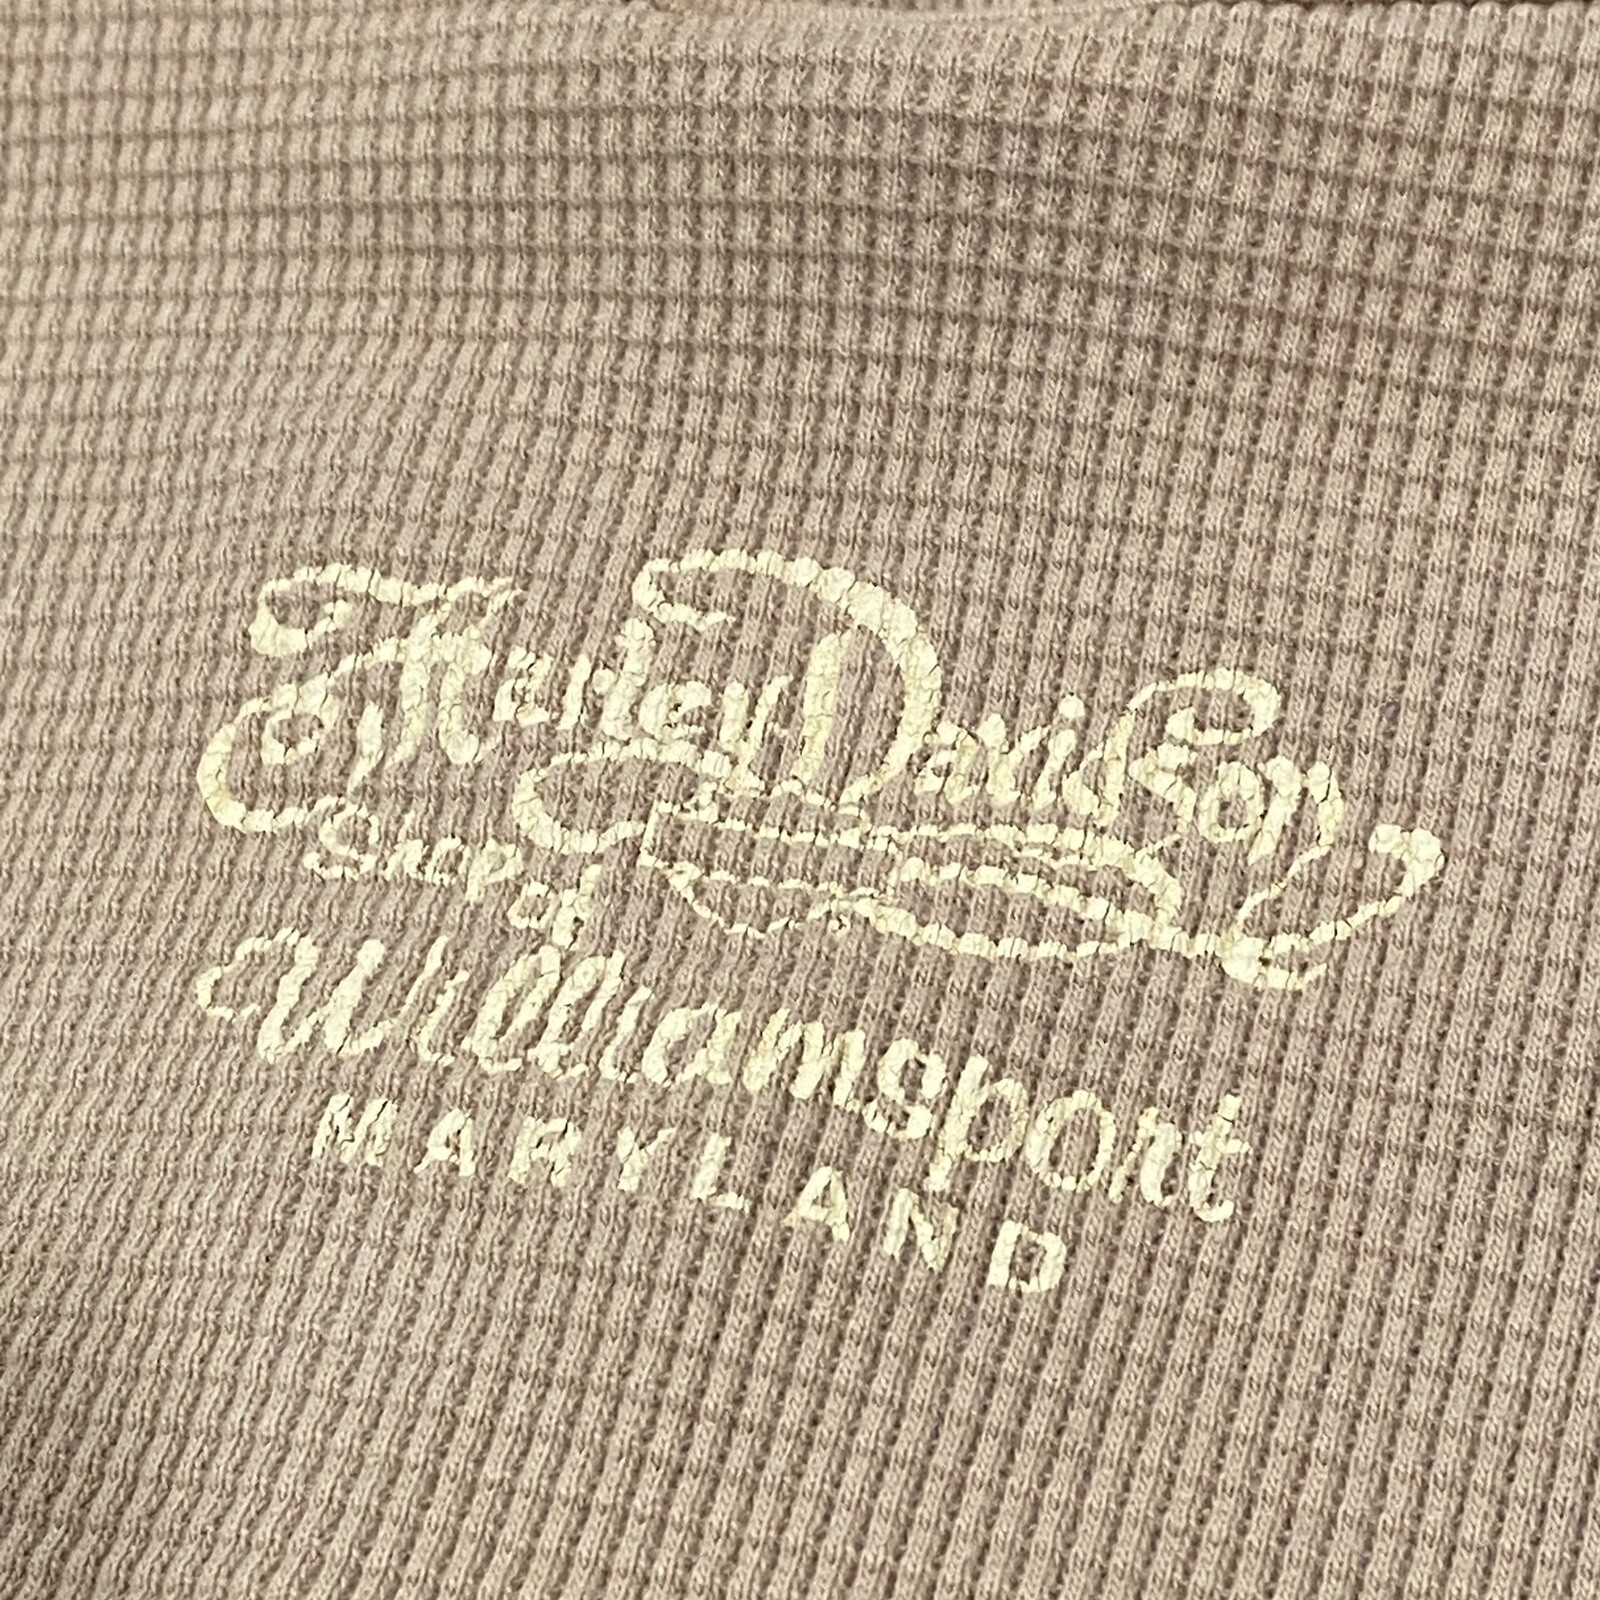 Harley-Davidson
Shop of
Williamsport
MARYLAND